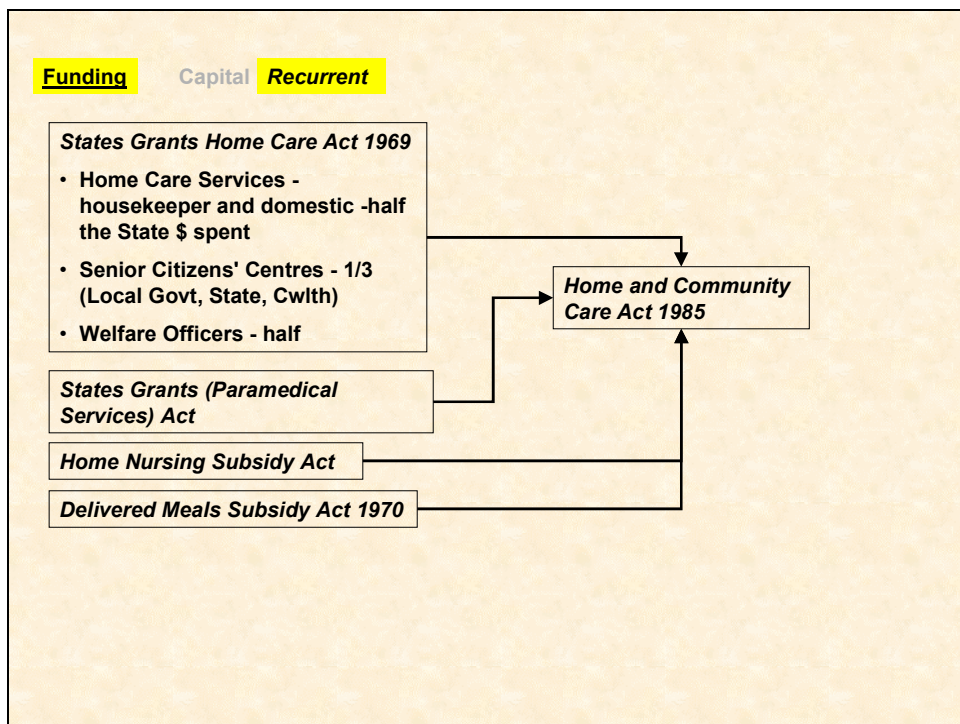 Funding Capital Recurrent
States Grants Home Care Act 1969
• Home Care Services -
housekeeper and domestic -half
the State $ spent
• Senior Citizens' Centres - 1/3
(Local Govt, State, Cwlth)
• Welfare Officers - half
Home and Community
Care Act 1985
States Grants (Paramedical
Services) Act
Home Nursing Subsidy Act
Delivered Meals Subsidy Act 1970